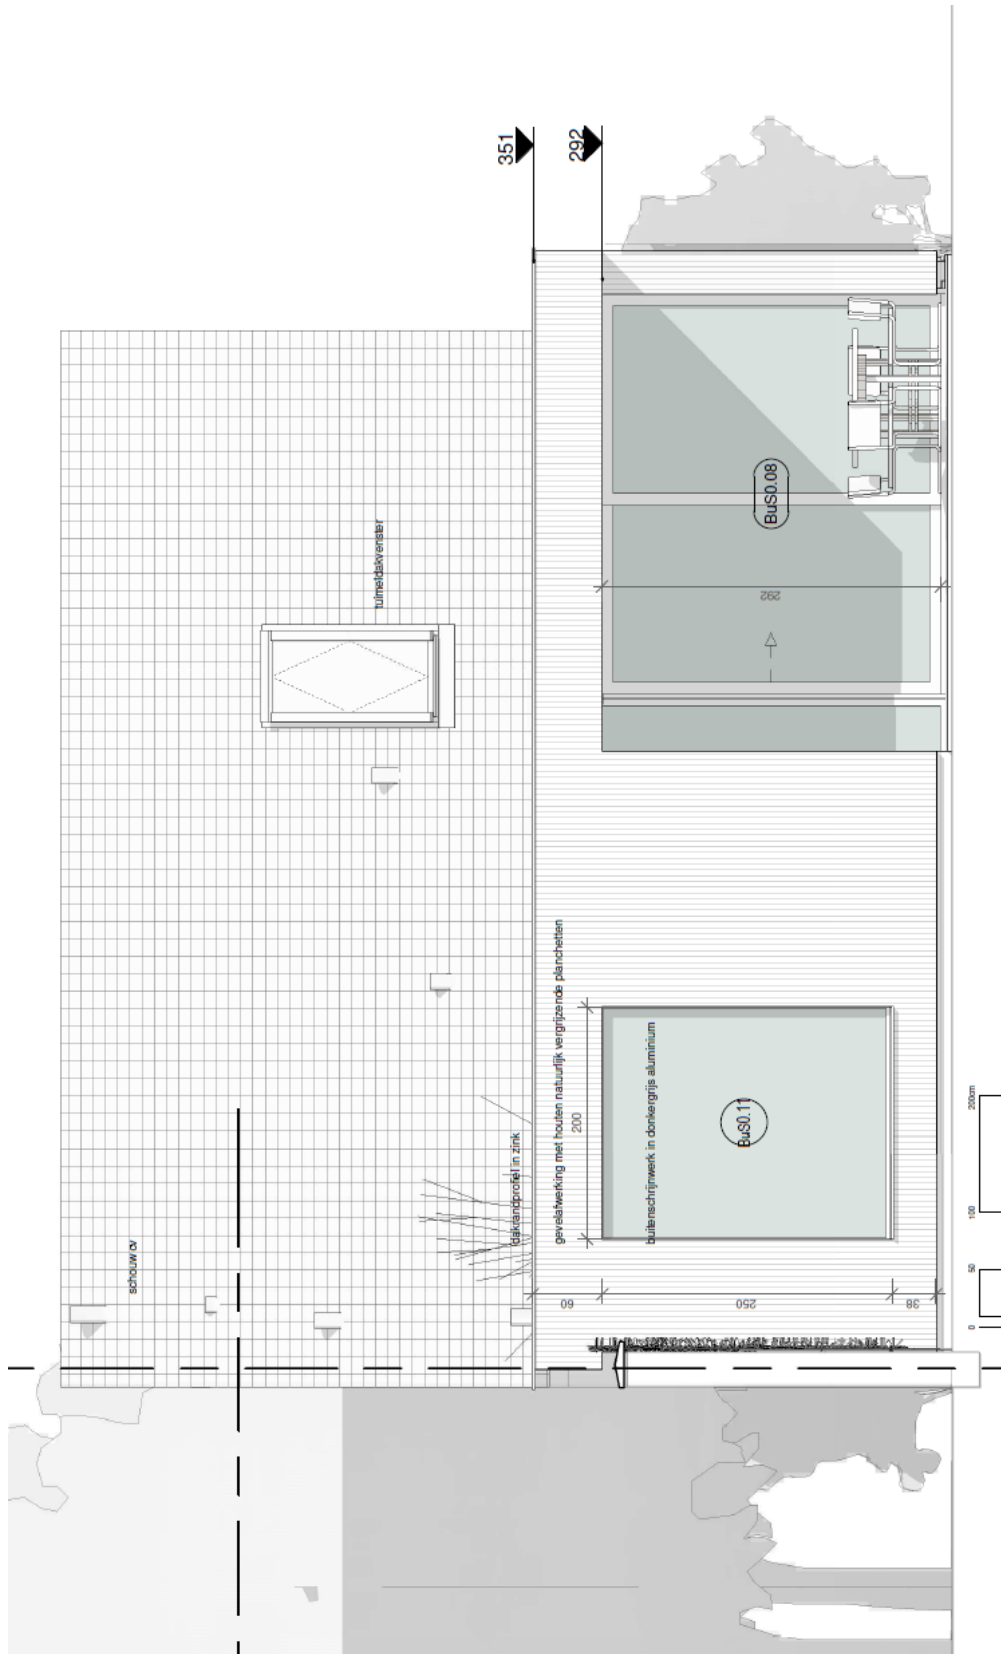 schouw cv
tuimeldakvenster
351
292
dakrandprofiel in zink
gevelafwerking met houten natuurlijk vergrijzende planchetten
200
buitenschrijnwerk in donkergrijs aluminium
BuS0.11
BuS0.08
292
60
250
38
0
50
100
200cm